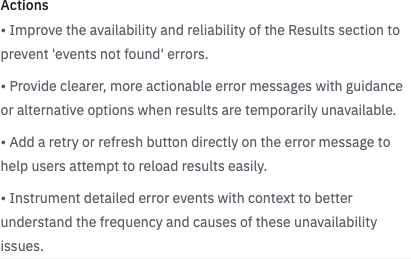 Actions
• Improve the availability and reliability of the Results section to
prevent 'events not found' errors.
• Provide clearer, more actionable error messages with guidance
or alternative options when results are temporarily unavailable.
• Add a retry or refresh button directly on the error message to
help users attempt to reload results easily.
• Instrument detailed error events with context to better
understand the frequency and causes of these unavailability
issues.